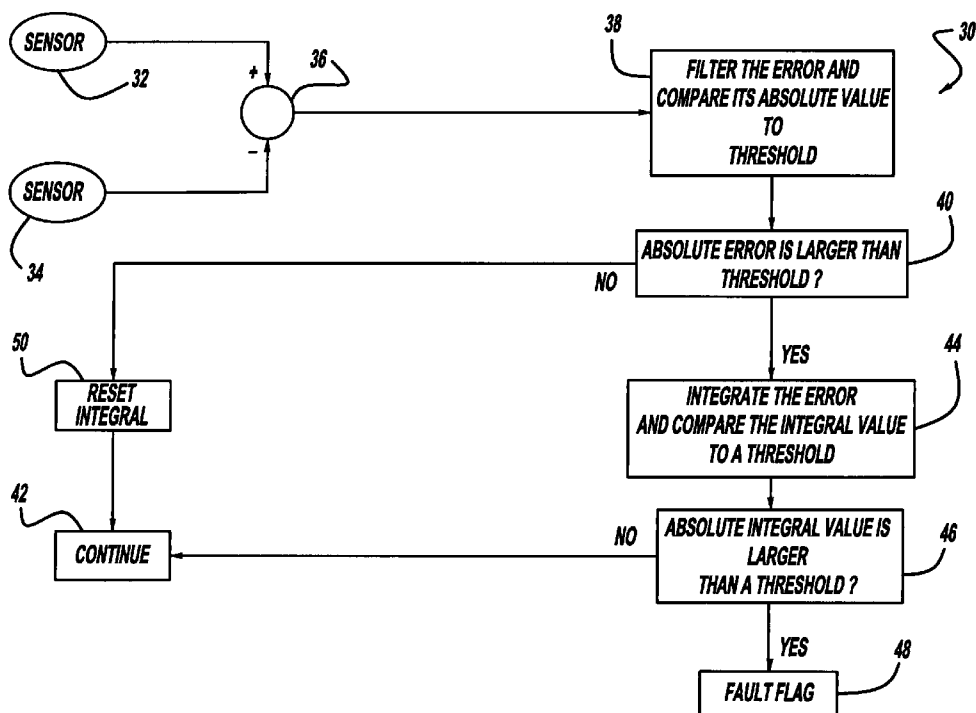 SENSOR
32
+
36
38
FILTER THE ERROR AND
COMPARE ITS ABSOLUTE VALUE
TO
THRESHOLD
30
−
SENSOR
34
40
ABSOLUTE ERROR IS LARGER THAN
THRESHOLD ?
NO
YES
50
RESET
INTEGRAL
44
INTEGRATE THE ERROR
AND COMPARE THE INTEGRAL VALUE
TO A THRESHOLD
42
CONTINUE
NO
ABSOLUTE INTEGRAL VALUE IS
LARGER
THAN A THRESHOLD ?
46
YES
48
FAULT FLAG